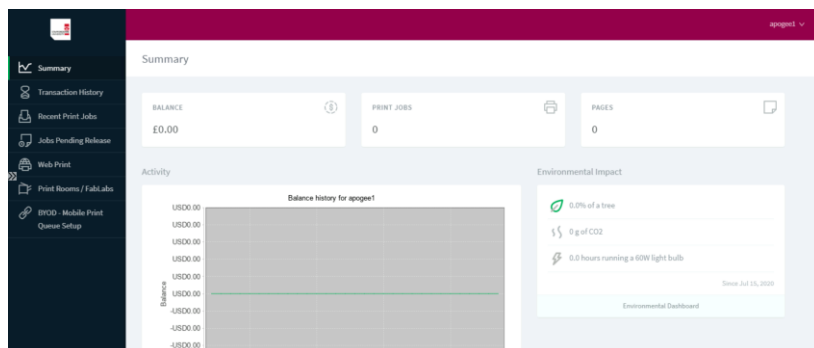 apogee1
Summary
Transaction History
Recent Print Jobs
Jobs Pending Release
Web Print
Print Rooms / FabLabs
BYOD - Mobile Print
Queue Setup
Summary
BALANCE
£0.00
PRINT JOBS
0
PAGES
0
Activity
Balance history for apogee1
USD0.00
USD0.00
USD0.00
USD0.00
USD0.00
USD0.00
-USD0.00
-USD0.00
-USD0.00
Balance
Environmental Impact
0.0% of a tree
0 g of CO2
0.0 hours running a 60W light bulb
Since Jul 15, 2020
Environmental Dashboard